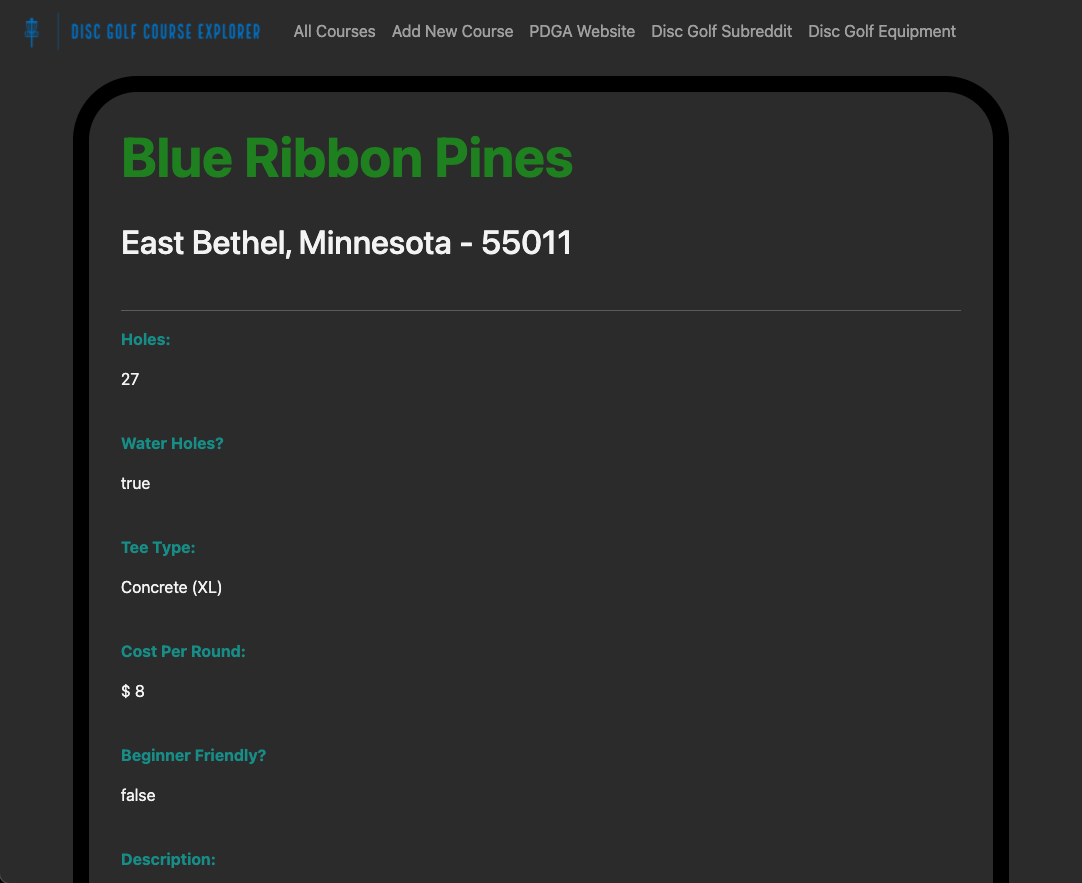 DISC GOLF COURSE EXPLORER All Courses Add New Course PDGA Website Disc Golf Subreddit Disc Golf Equipment
Blue Ribbon Pines
East Bethel, Minnesota - 55011
Holes:
27
Water Holes?
true
Tee Type:
Concrete (XL)
Cost Per Round:
$ 8
Beginner Friendly?
false
Description: